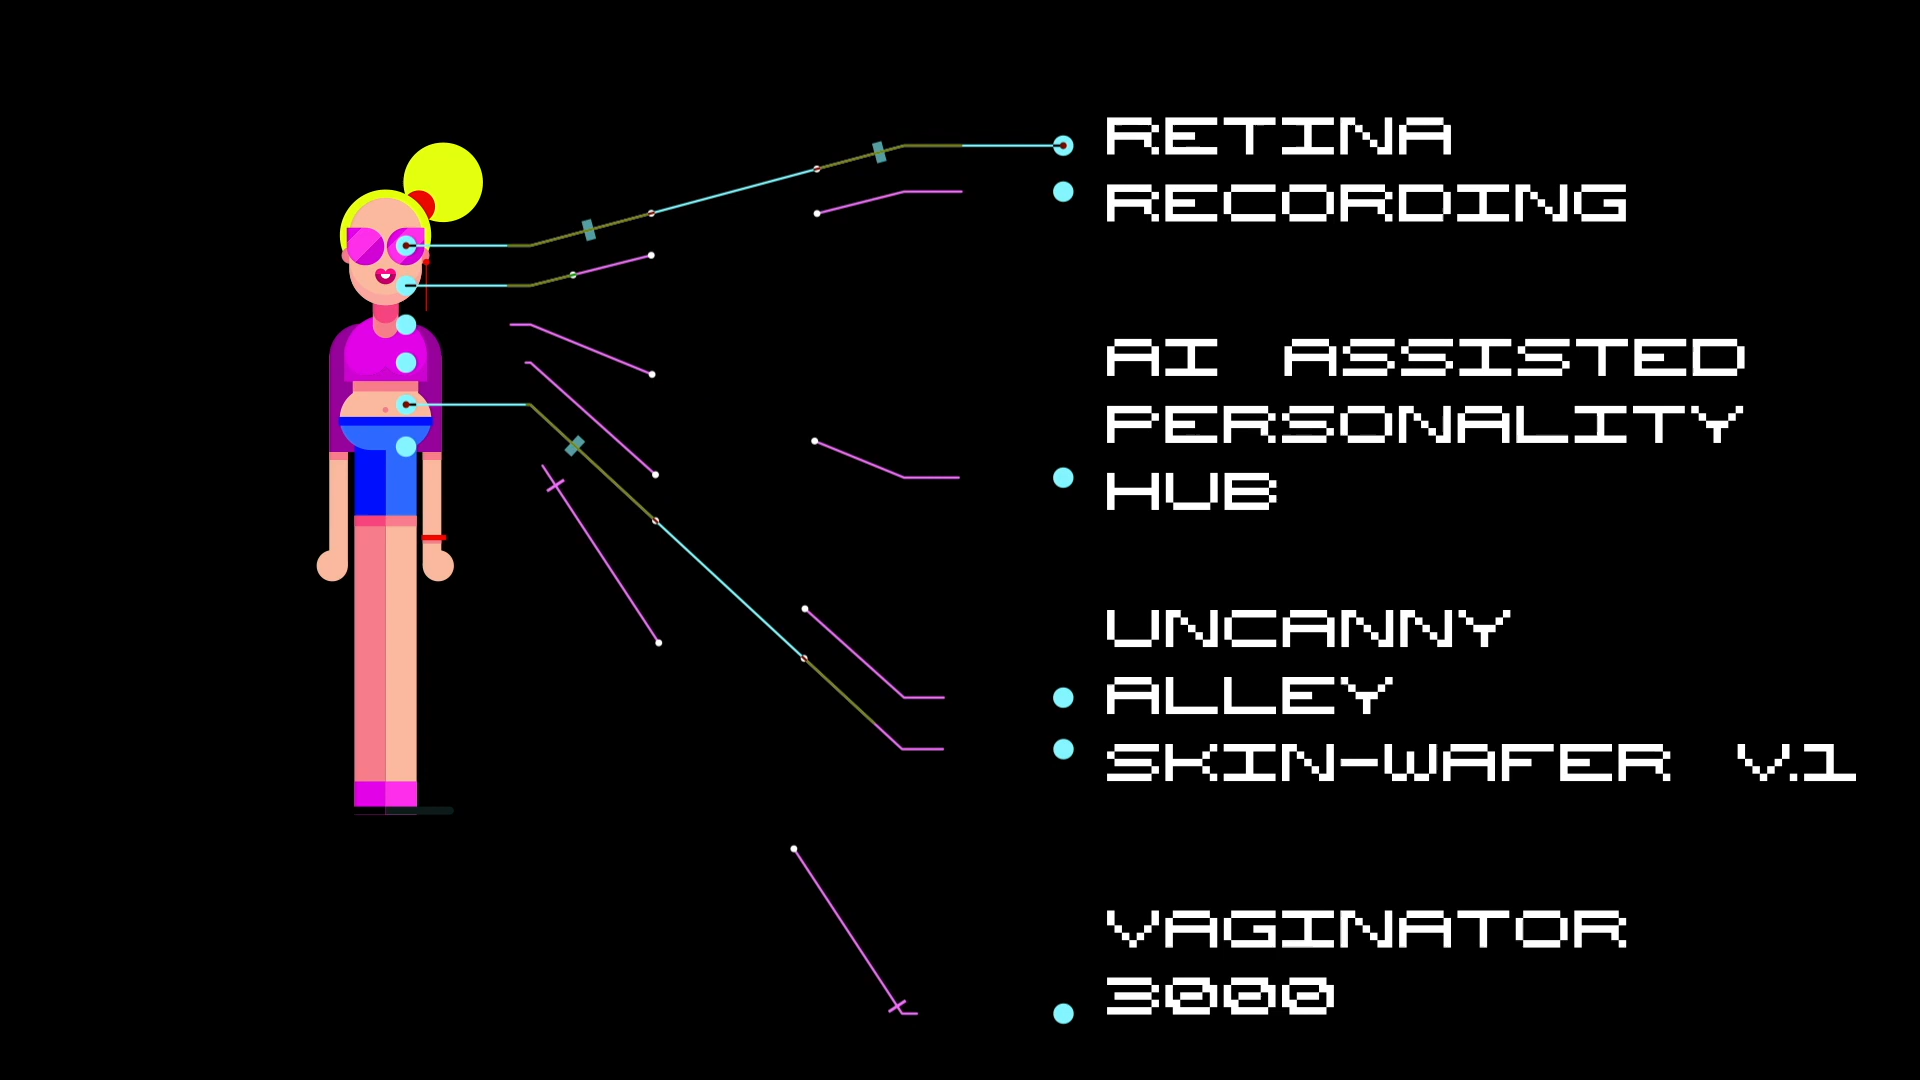 RETINA
RECORDING
AI ASSISTED
PERSONALITY
HUB
UNCANNY
ALLEY
SKIN-WAFER V.1
VAGINATOR
3000